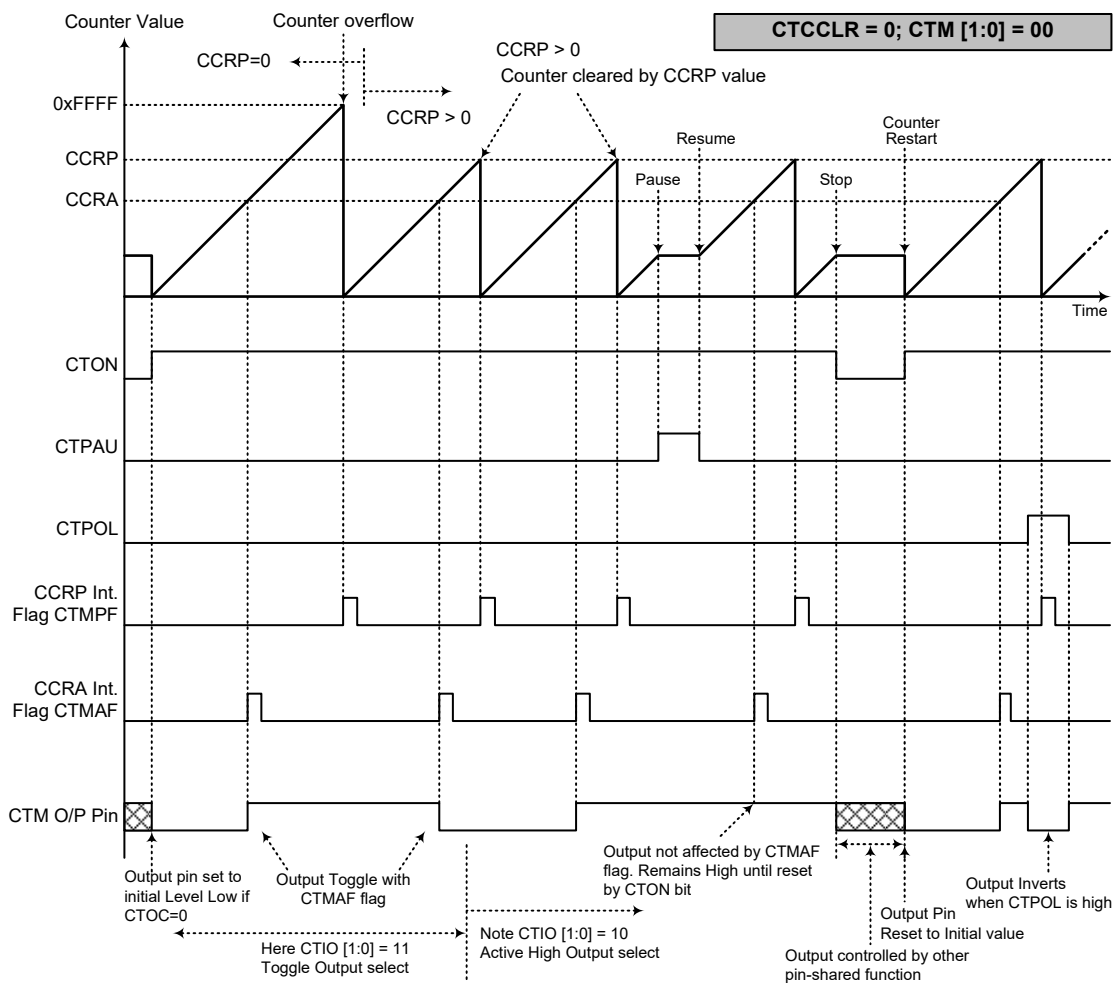 Counter Value
Counter overflow
CTCCLR = 0; CTM [1:0] = 00
CCRP=0
CCRP > 0
CCRP > 0
Counter cleared by CCRP value
0xFFFF
CCRP
CCRA
Pause
Resume
Stop
Counter
Restart
Time
CTON
CTPAU
CTPOL
CCRP Int.
Flag CTMPF
CCRA Int.
Flag CTMAF
CTM O/P Pin
Output pin set to
initial Level Low if
CTOC=0
Output Toggle with
CTMAF flag
Here CTIO [1:0] = 11
Toggle Output select
Note CTIO [1:0] = 10
Active High Output select
Output not affected by CTMAF
flag. Remains High until reset
by CTON bit
Output controlled by other
pin-shared function
Output Pin
Reset to Initial value
Output Inverts
when CTPOL is high